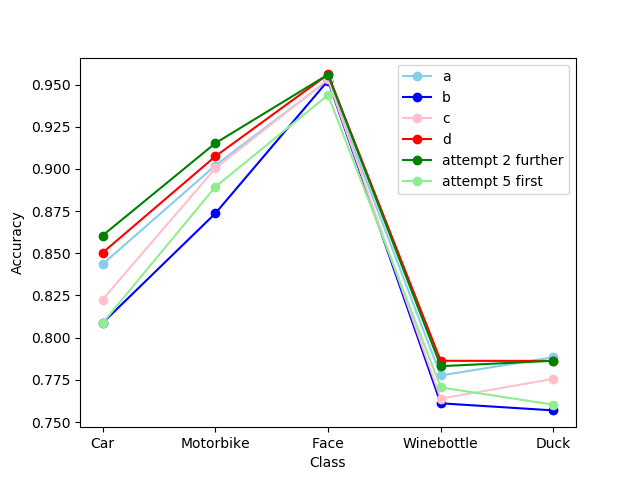 0.950
0.925
0.900
0.875
0.850
0.825
0.800
0.775
0.750
Accuracy
a
b
c
d
attempt 2 further
attempt 5 first
Car Motorbike Face Winebottle Duck
Class